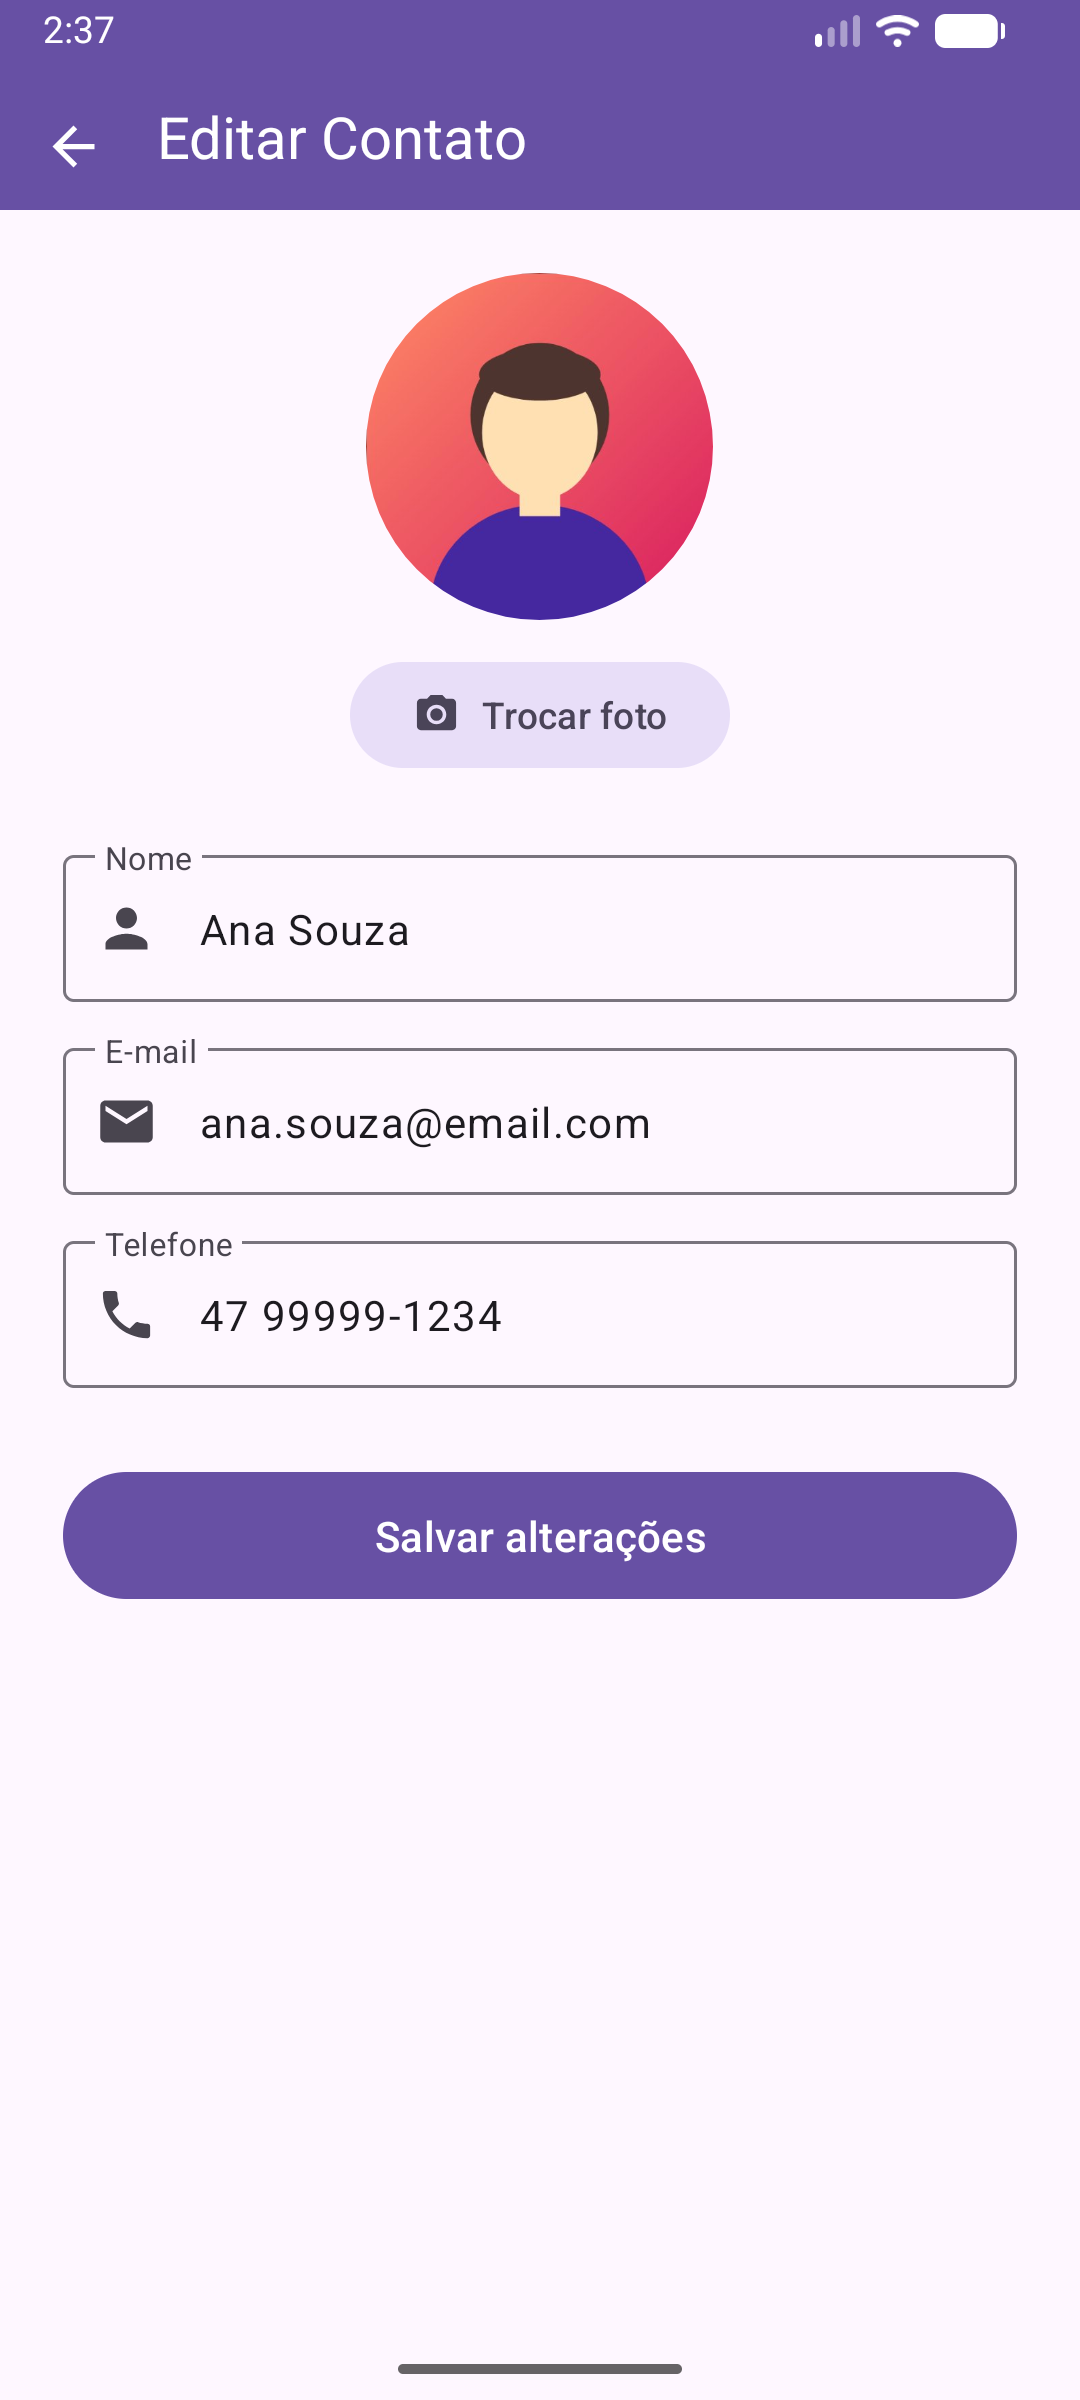 2:37
Editar Contato
Trocar foto
Nome
Ana Souza
E-mail
ana.souza@email.com
Telefone
47 99999-1234
Salvar alterações